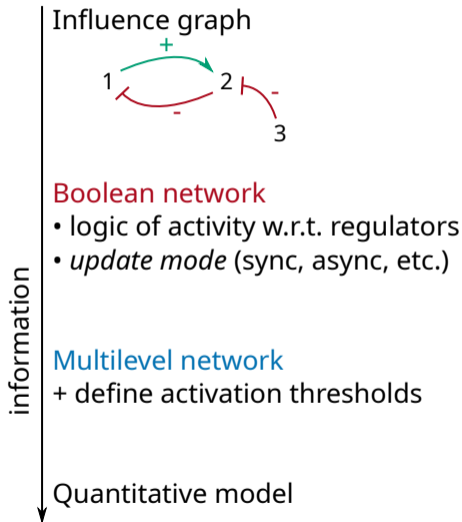 Influence graph
+
1
2
-
-
3
Boolean network
• logic of activity w.r.t. regulators
• update mode (sync, async, etc.)
information
Multilevel network
+ define activation thresholds
Quantitative model